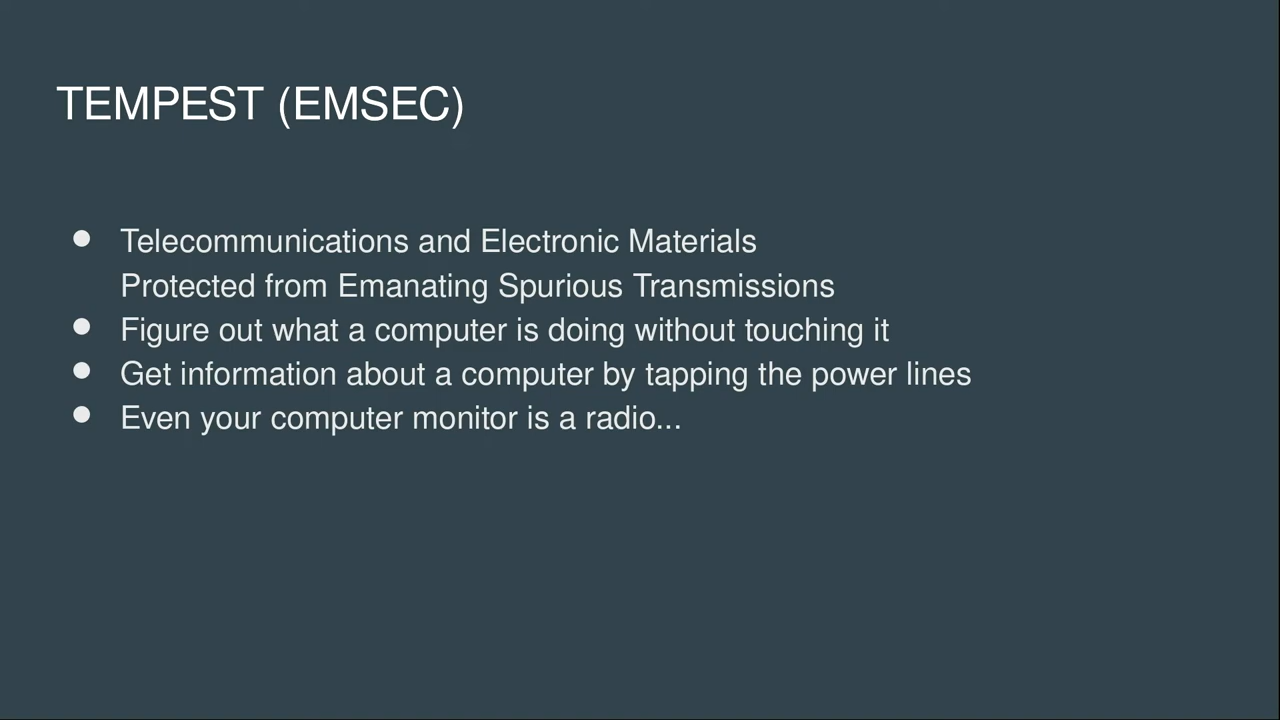 TEMPEST (EMSEC)
● Telecommunications and Electronic Materials
Protected from Emanating Spurious Transmissions
● Figure out what a computer is doing without touching it
● Get information about a computer by tapping the power lines
● Even your computer monitor is a radio...